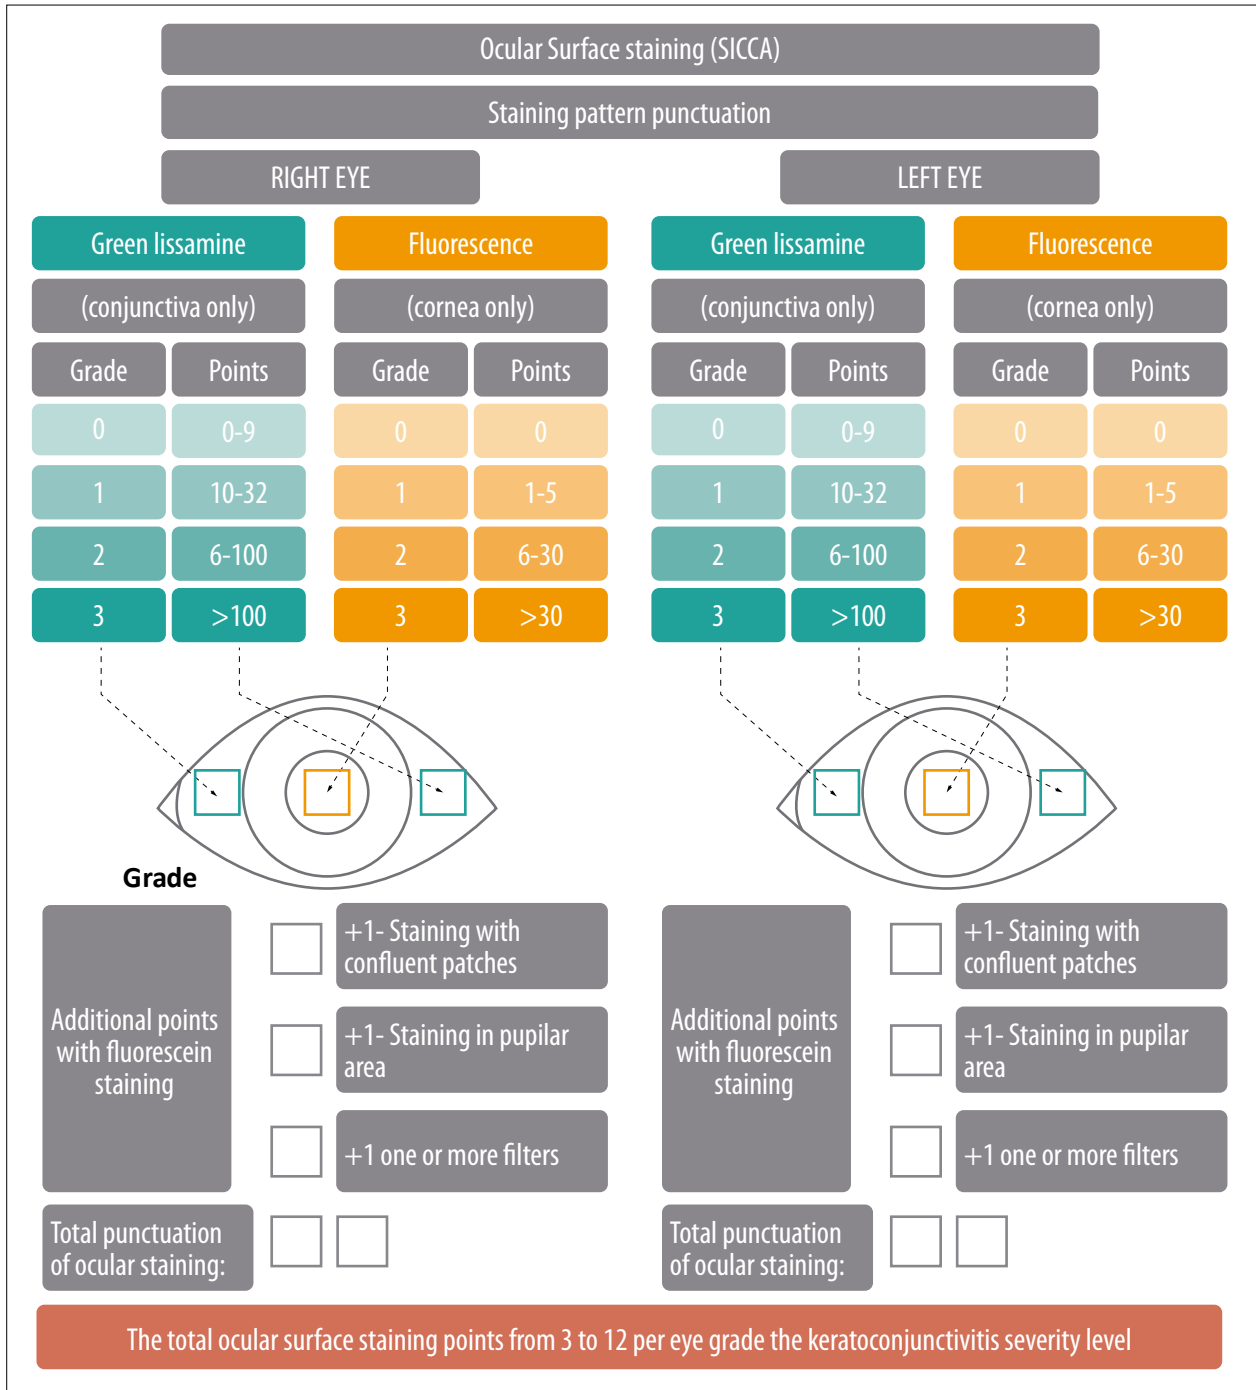 Ocular Surface staining (SICCA)
Staining pattern punctuation
RIGHT EYE
LEFT EYE
Green lissamine
Fluorescence
Green lissamine
Fluorescence
(conjunctiva only)
(cornea only)
(conjunctiva only)
(cornea only)
Grade Points Grade Points Grade Points Grade Points
0 0-9 0 0 0 0-9 0 0
1 10-32 1 1-5 1 10-32 1 1-5
2 6-100 2 6-30 2 6-100 2 6-30
3 >100 3 >30 3 >100 3 >30
Grade
Additional points
with fluorescein
staining
+1- Staining with
confluent patches
+1- Staining in pupilar
area
+1 one or more filters
Total punctuation
of ocular staining:
Additional points
with fluorescein
staining
+1- Staining with
confluent patches
+1- Staining in pupilar
area
+1 one or more filters
Total punctuation
of ocular staining:
The total ocular surface staining points from 3 to 12 per eye grade the keratoconjunctivitis severity level